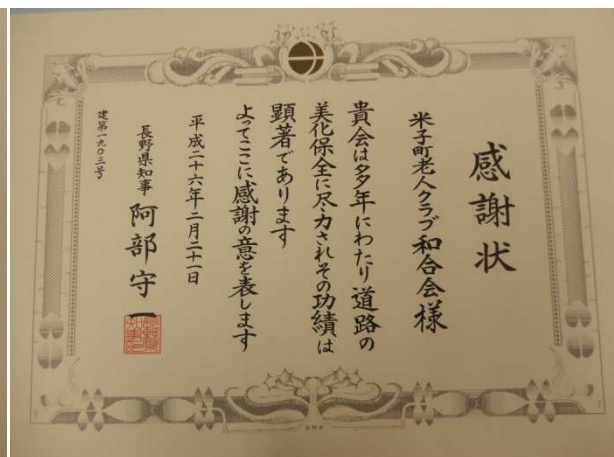 感謝状
米子町老人クラブ和合会様
貴会は多年にわたり道路の
美化保全に尽力されその功績は
顕著であります
よってここに感謝の意を表します
平成二十六年二月二十一日
長野県知事 阿部守一
建第一九〇三号